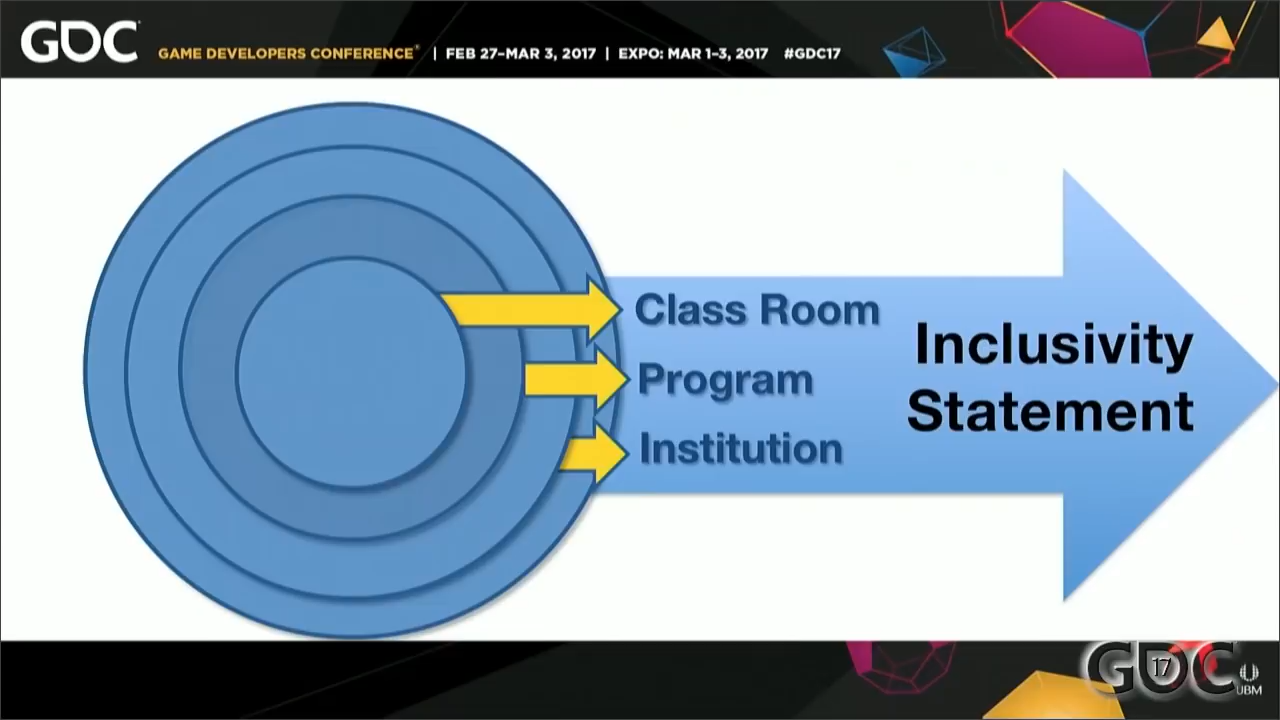 GDC
GAME DEVELOPERS CONFERENCE® | FEB 27–MAR 3, 2017 | EXPO: MAR 1–3, 2017 #GDC17
Class Room
Program
Institution
Inclusivity
Statement
GDC 17
UBM